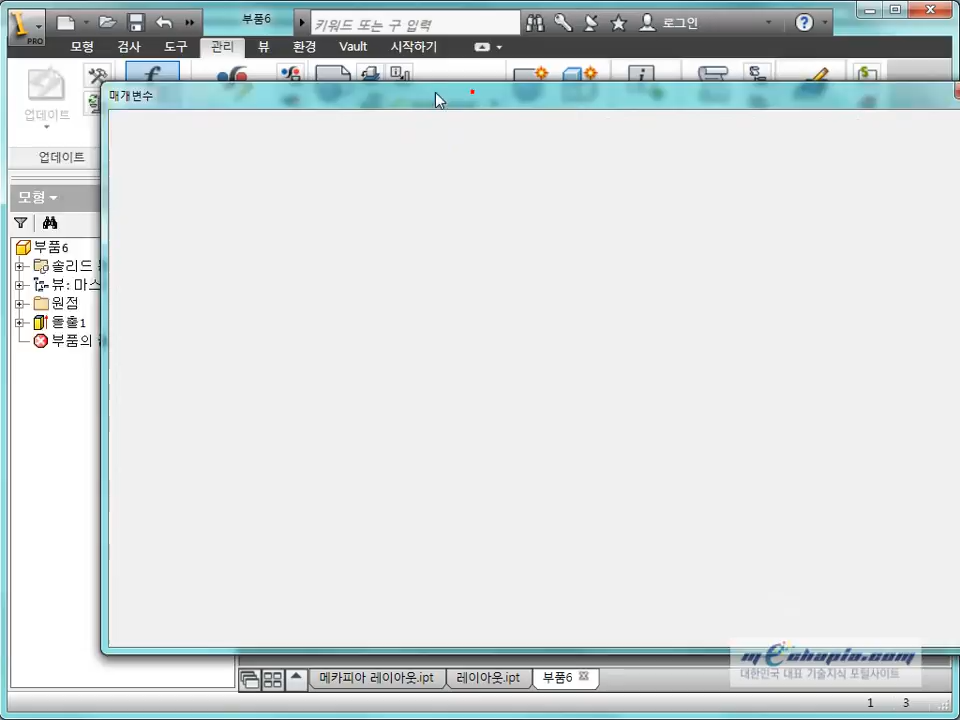 PRO
부품6
키워드 또는 구 입력
로그인
모형 검사 도구 관리 뷰 환경 Vault 시작하기
업데이트
업데이트
매개변수
모형
부품6
솔리드
뷰: 마스
원점
돌출1
부품의
메카피아 레이아웃.ipt 레이아웃.ipt 부품6
mechapia.com
대한민국 대표 기술지식 포털사이트
1 3